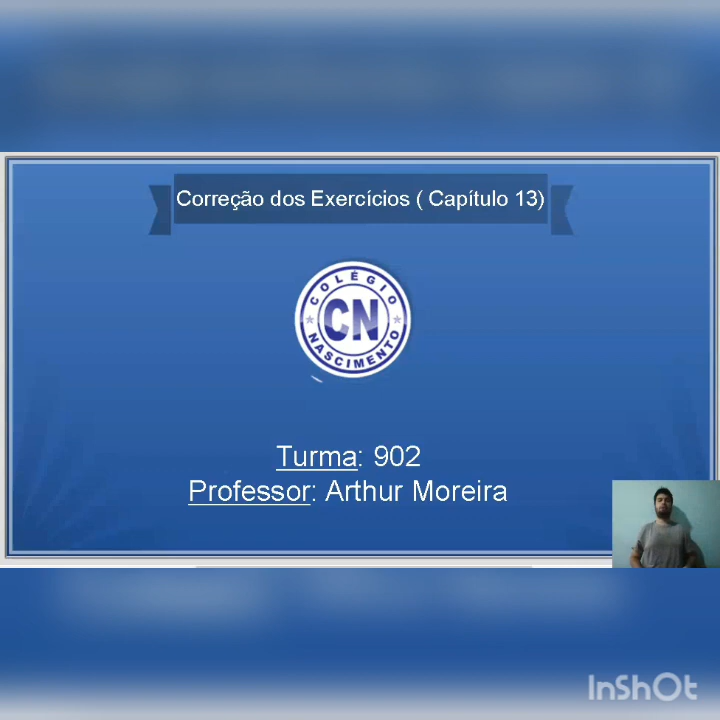 Correção dos Exercícios ( Capítulo 13)
COLÉGIO
CN
NASCIMENTO
Turma: 902
Professor: Arthur Moreira
InShOt